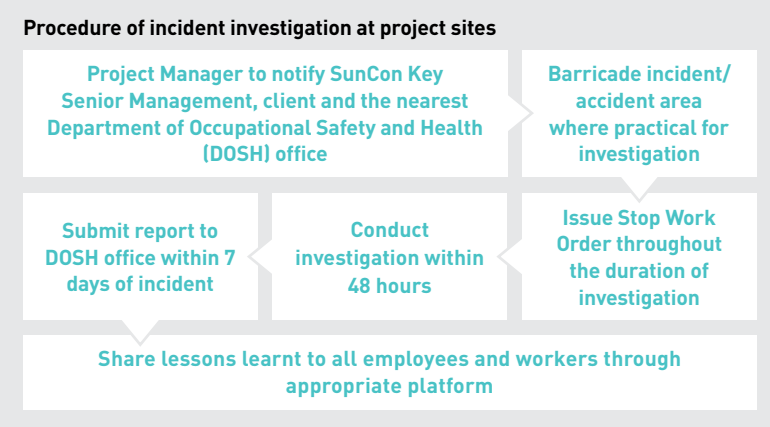 Procedure of incident investigation at project sites
Project Manager to notify SunCon Key
Senior Management, client and the nearest
Department of Occupational Safety and Health
(DOSH) office
Barricade incident/
accident area
where practical for
investigation
Issue Stop Work
Order throughout
the duration of
investigation
Conduct
investigation within
48 hours
Submit report to
DOSH office within 7
days of incident
Share lessons learnt to all employees and workers through
appropriate platform